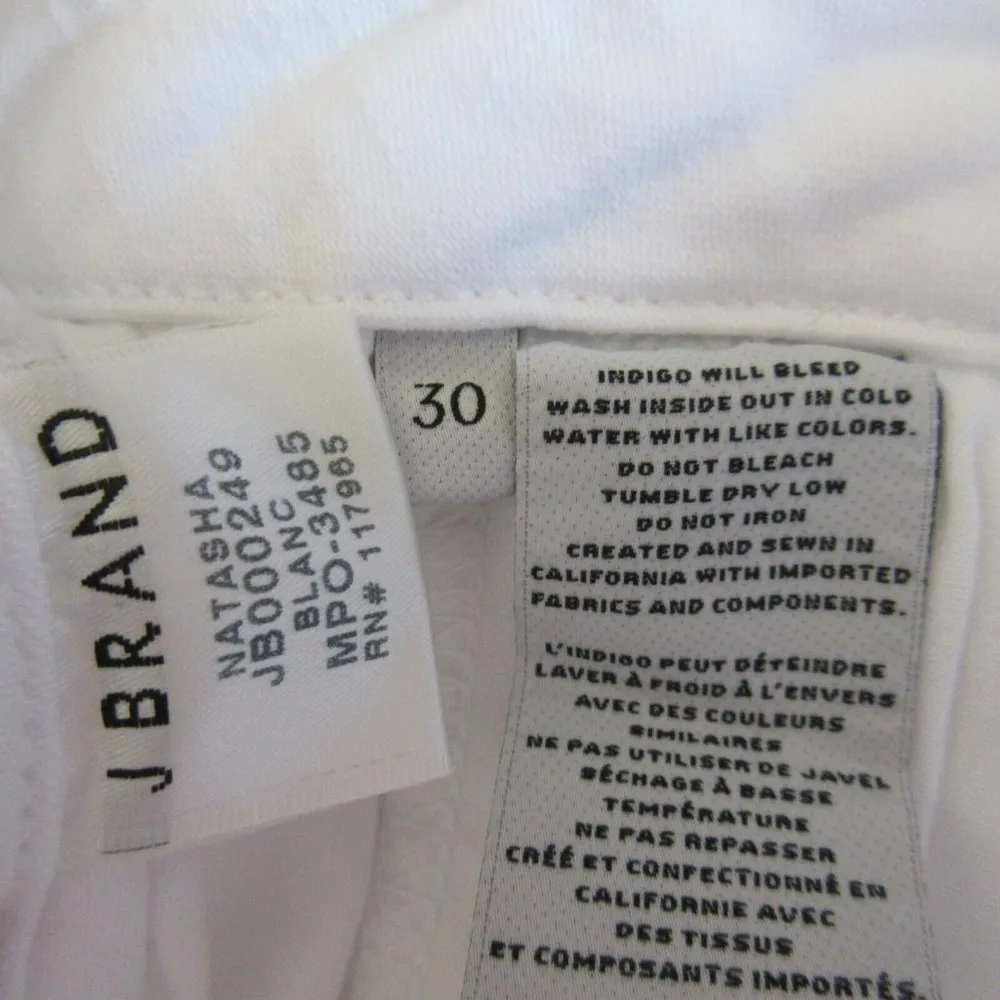 J BRAND
NATASHA
JB000249
BLANC
MPO-3485
RN# 117965
30
INDIGO WILL BLEED
WASH INSIDE OUT IN COLD
WATER WITH LIKE COLORS.
DO NOT BLEACH
TUMBLE DRY LOW
DO NOT IRON
CREATED AND SEWN IN
CALIFORNIA WITH IMPORTED
FABRICS AND COMPONENTS.
L'INDIGO PEUT DÉTEINDRE
LAVER À FROID À L'ENVERS
AVEC DES COULEURS
SIMILAIRES
NE PAS UTILISER DE JAVEL
SÉCHAGE À BASSE
TEMPÉRATURE
NE PAS REPASSER
CRÉÉ ET CONFECTIONNÉ EN
CALIFORNIE AVEC
DES TISSUS
ET COMPOSANTS IMPORTÉS.